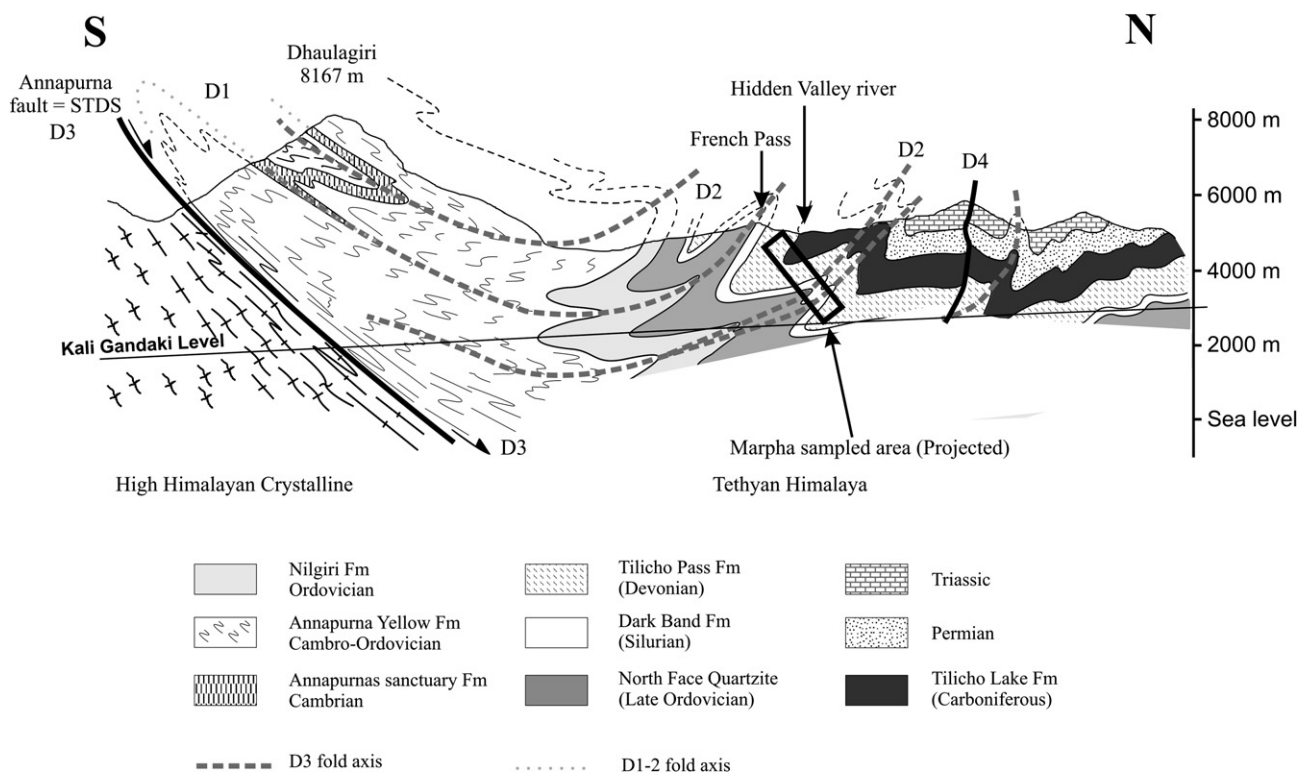 S
N
Annapurna
fault = STDS
D3
D1
Dhaulagiri
8167 m
Hidden Valley river
French Pass
D2
D2
D4
8000 m
6000 m
4000 m
2000 m
Sea level
Kali Gandaki Level
D3
Marpha sampled area (Projected)
High Himalayan Crystalline
Tethyan Himalaya
Nilgiri Fm
Ordovician
Tilicho Pass Fm
(Devonian)
Triassic
Annapurna Yellow Fm
Cambro-Ordovician
Dark Band Fm
(Silurian)
Permian
Annapurnas sanctuary Fm
Cambrian
North Face Quartzite
(Late Ordovician)
Tilicho Lake Fm
(Carboniferous)
D3 fold axis
D1-2 fold axis